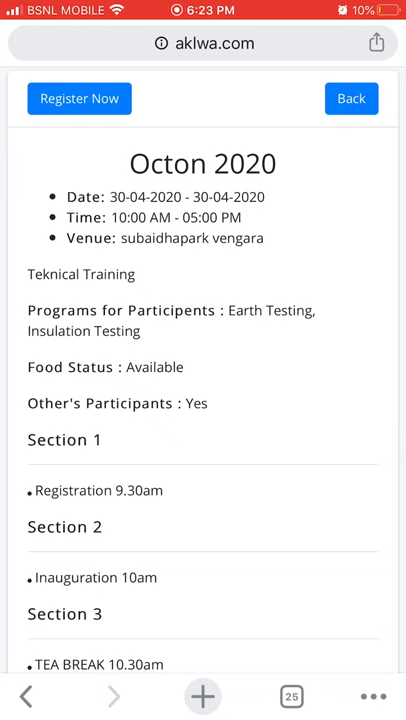 BSNL MOBILE 6:23 PM 10%
aklwa.com
Register Now Back
Octon 2020
• Date: 30-04-2020 - 30-04-2020
• Time: 10:00 AM - 05:00 PM
• Venue: subaidhapark vengara
Teknical Training
Programs for Participents : Earth Testing,
Insulation Testing
Food Status : Available
Other's Participants : Yes
Section 1
• Registration 9.30am
Section 2
• Inauguration 10am
Section 3
• TEA BREAK 10.30am
25